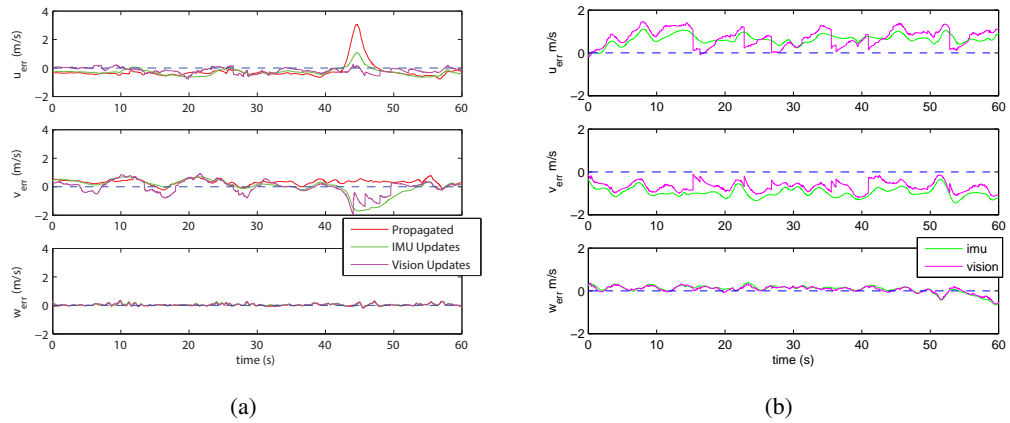 4
2
0
−2
0 10 20 30 40 50 60
u_err (m/s)
4
2
0
−2
0 10 20 30 40 50 60
v_err (m/s)
Propagated
IMU Updates
Vision Updates
4
2
0
−2
0 10 20 30 40 50 60
w_err (m/s)
time (s)
(a)
2
0
−2
0 10 20 30 40 50 60
u_err m/s
2
0
−2
0 10 20 30 40 50 60
v_err m/s
imu
vision
2
0
−2
0 10 20 30 40 50 60
w_err m/s
time (s)
(b)